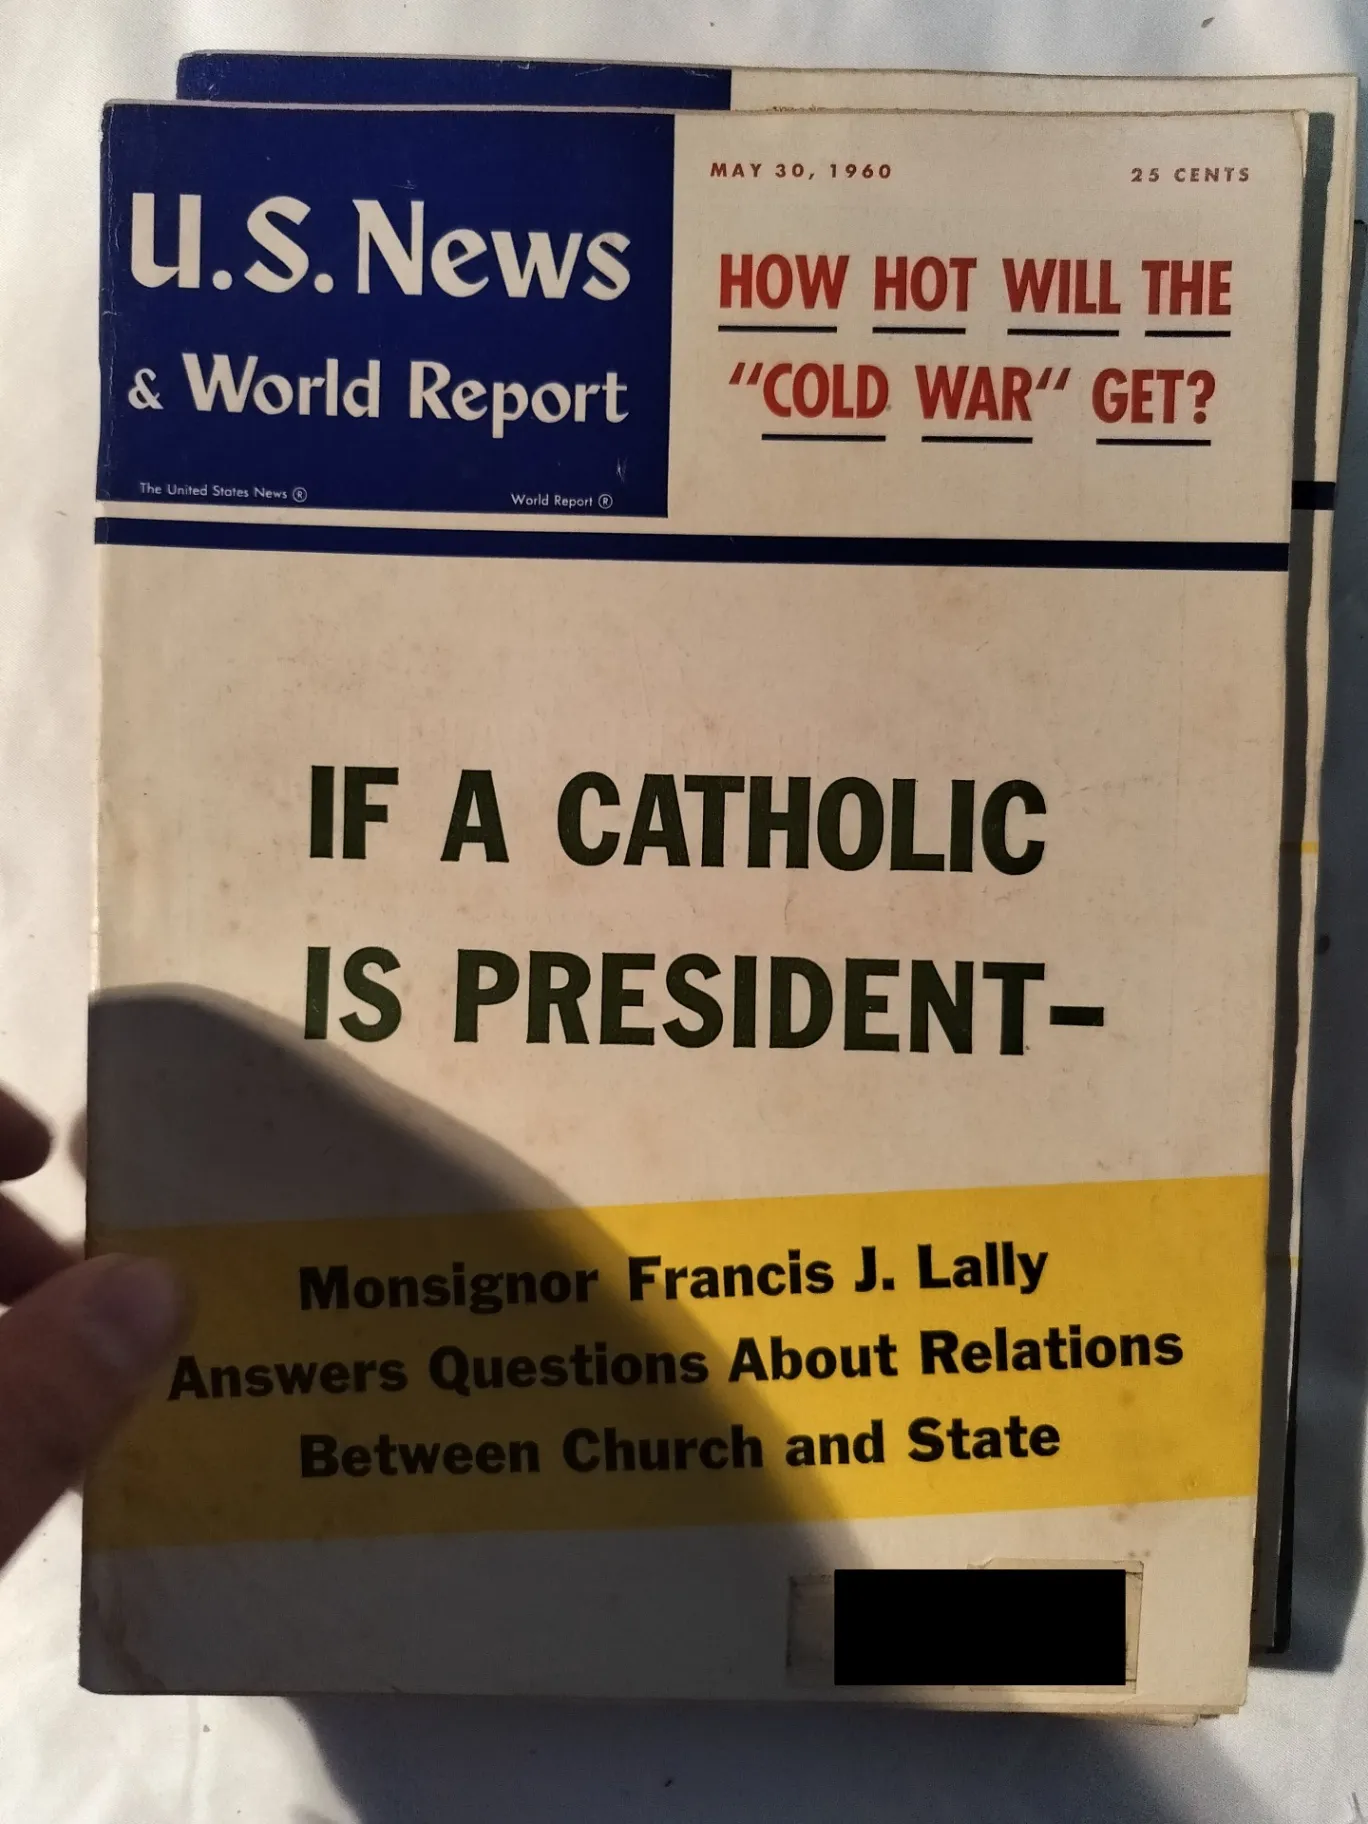 U.S. News
& World Report
The United States News ® World Report ®
MAY 30, 1960 25 CENTS
HOW HOT WILL THE
"COLD WAR" GET?
IF A CATHOLIC
IS PRESIDENT-
Monsignor Francis J. Lally
Answers Questions About Relations
Between Church and State